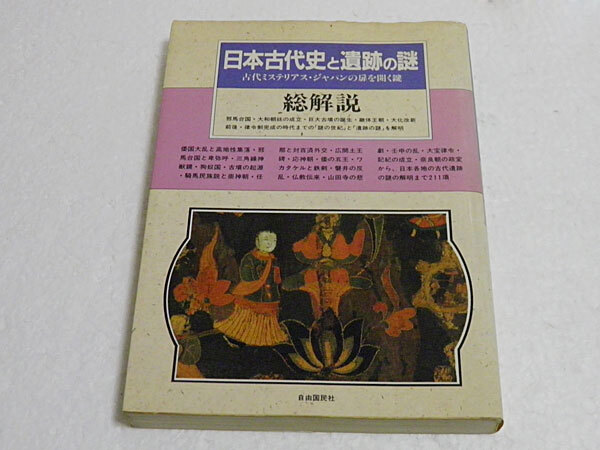 日本古代史と遺跡の謎
古代ミステリアス・ジャパンの扉を開く鍵
総解説
邪馬台国・大和朝廷の成立・巨大古墳の誕生・継体王朝・大化改新
前後・律令制完成の時代までの「謎の世紀」と「遺跡の謎」を解明
倭国大乱と高地性集落・邪
馬台国と卑弥呼・三角縁神
獣鏡・狗奴国・古墳の起源
・騎馬民族説と崇神朝・任
那と対百済外交・広開土王
碑・応神朝・倭の五王・ワ
カタケルと鉄剣・磐井の反
乱・仏教伝来・山田寺の悲
劇・壬申の乱・大宝律令・
記紀の成立・奈良朝の政変
から、日本各地の古代遺跡
の謎の解明まで211項
自由国民社